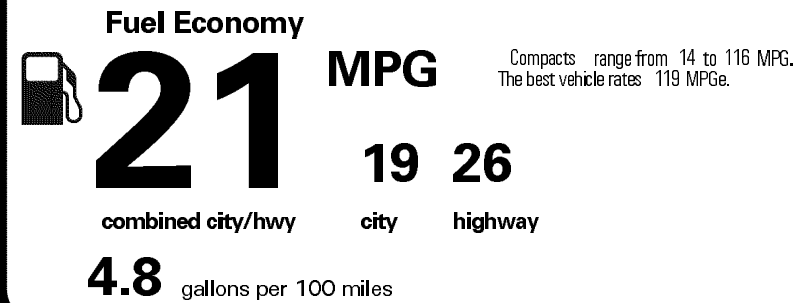 Fuel Economy
21 MPG
Compacts range from 14 to 116 MPG.
The best vehicle rates 119 MPGe.
19 26
combined city/hwy city highway
4.8 gallons per 100 miles